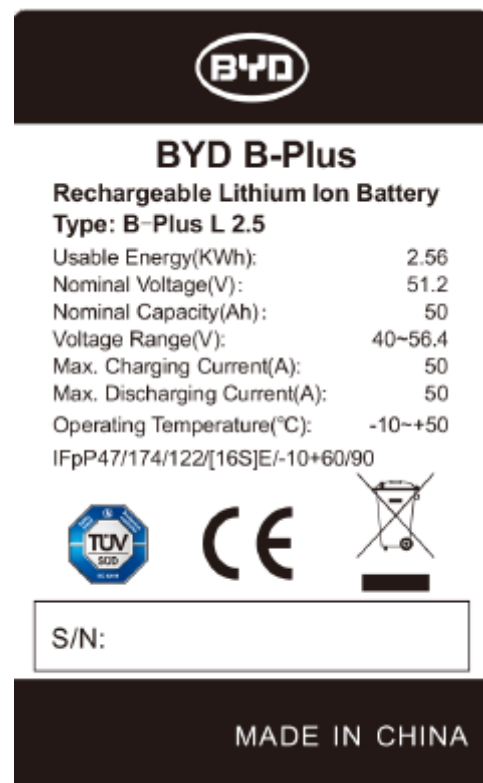 BYD
BYD B-Plus
Rechargeable Lithium Ion Battery
Type: B-Plus L 2.5
Usable Energy(KWh): 2.56
Nominal Voltage(V): 51.2
Nominal Capacity(Ah): 50
Voltage Range(V): 40~56.4
Max. Charging Current(A): 50
Max. Discharging Current(A): 50
Operating Temperature(℃): -10~+50
IFpP47/174/122/[16S]E/-10+60/90
TÜV
SÜD
CE
S/N:
MADE IN CHINA